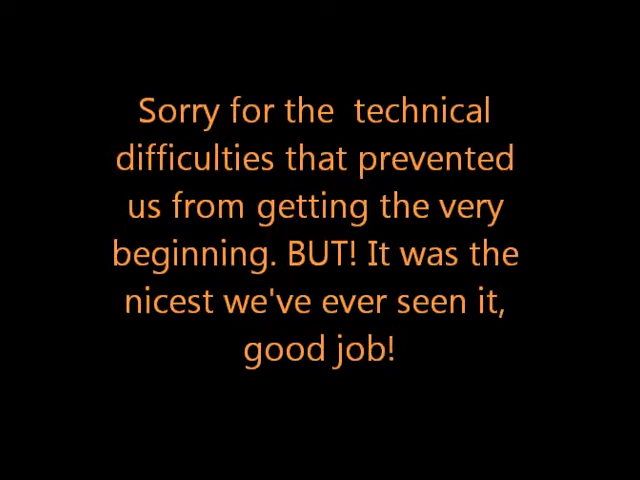 Sorry for the  technical
difficulties that prevented
us from getting the very
beginning. BUT! It was the
nicest we've ever seen it,
good job!